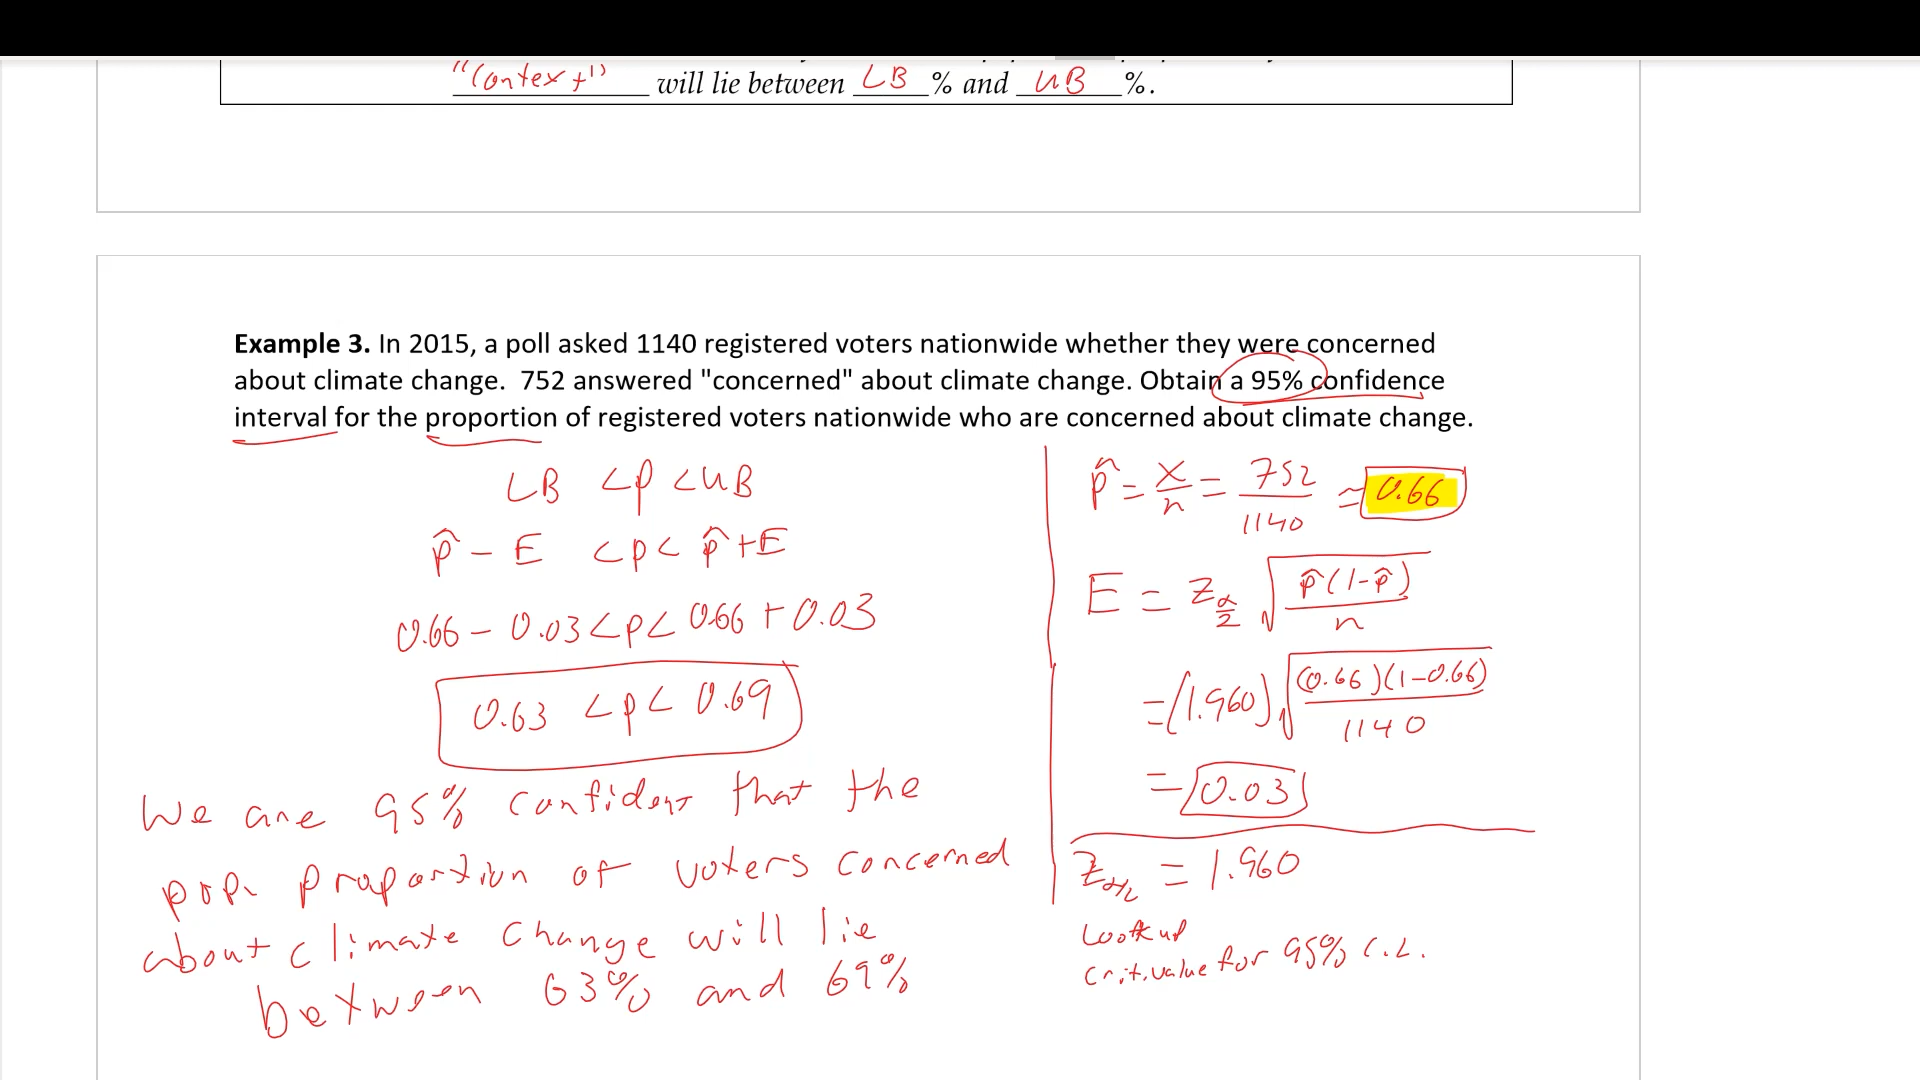 "Context" will lie between LB % and UB %.
Example 3. In 2015, a poll asked 1140 registered voters nationwide whether they were concerned
about climate change. 752 answered "concerned" about climate change. Obtain a 95% confidence
interval for the proportion of registered voters nationwide who are concerned about climate change.
LB < p < UB
p̂ - E < p < p̂ + E
0.66 - 0.03 < p < 0.66 + 0.03
0.63 < p < 0.69
We are 95% confident that the
pop. proportion of voters concerned
about climate change will lie
between 63% and 69%
p̂ = x/n = 752/1140 ≈ 0.66
E = z_{α/2} √(p̂(1-p̂)/n)
= (1.960) √((0.66)(1-0.66)/1140)
= 0.03
z_{α/2} = 1.960
Look up
crit. value for 95% C.L.